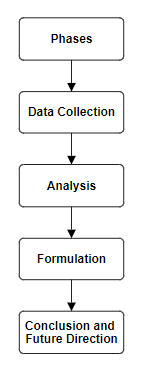 Phases
Data Collection
Analysis
Formulation
Conclusion and
Future Direction